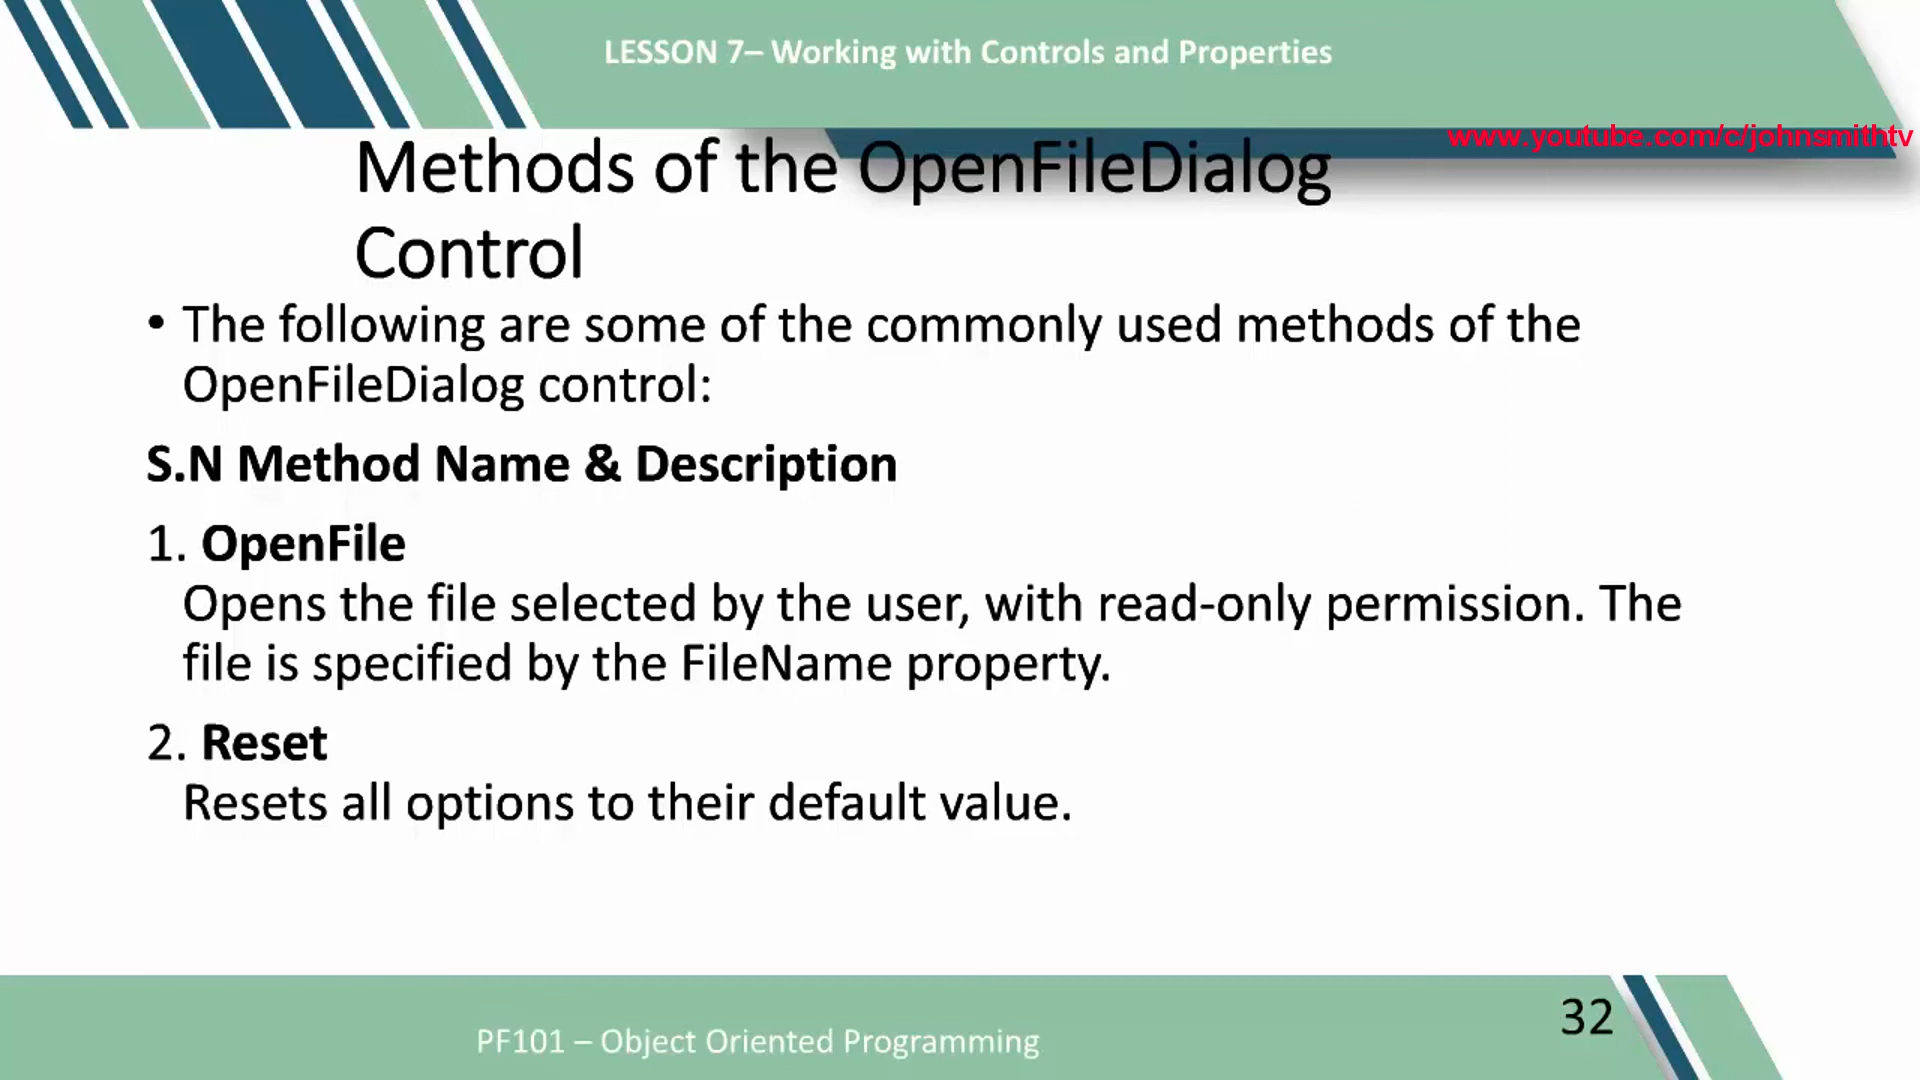 LESSON 7– Working with Controls and Properties
www.youtube.com/c/johnsmithtv
Methods of the OpenFileDialog
Control
• The following are some of the commonly used methods of the
OpenFileDialog control:
S.N Method Name & Description
1. OpenFile
Opens the file selected by the user, with read-only permission. The
file is specified by the FileName property.
2. Reset
Resets all options to their default value.
32
PF101 – Object Oriented Programming